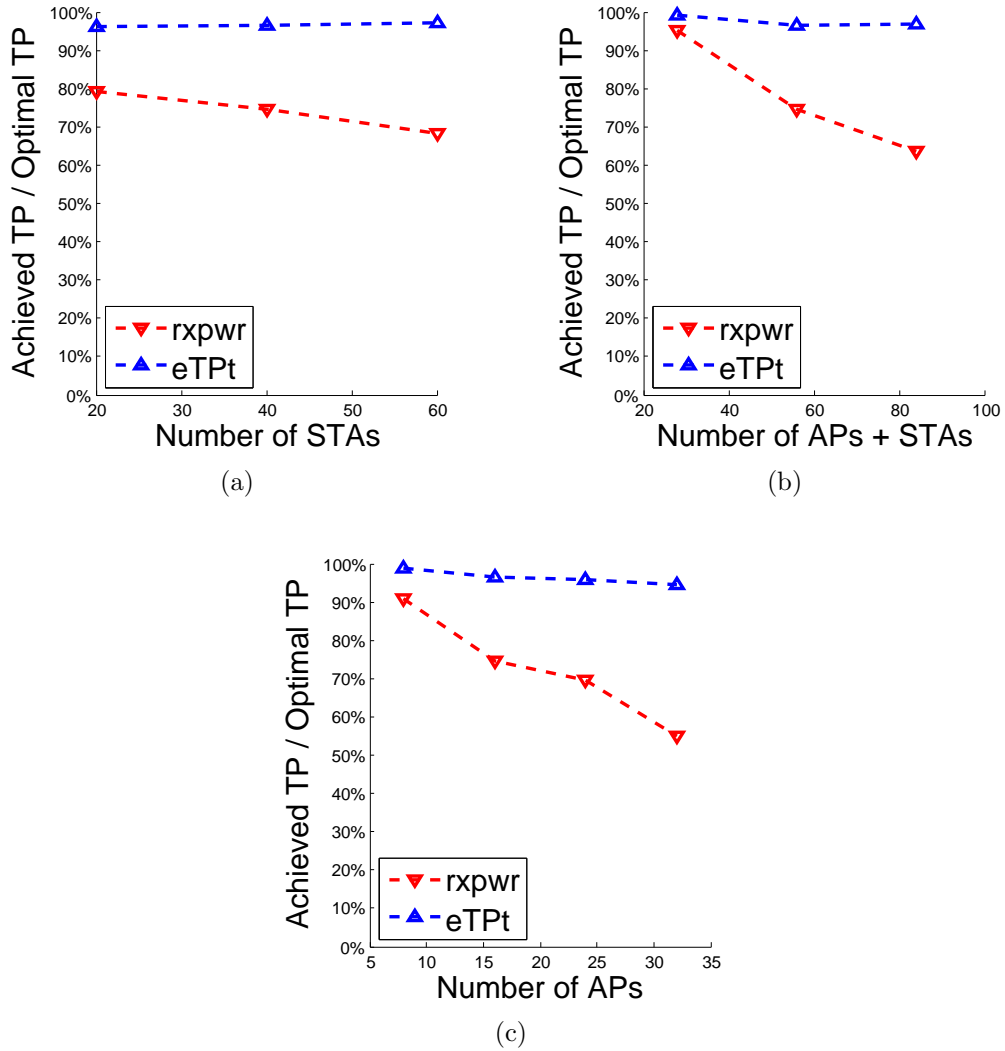 Achieved TP / Optimal TP
100%
90%
80%
70%
60%
50%
40%
30%
20%
10%
0%
rxpwr
eTPt
20 30 40 50 60
Number of STAs
(a)
Achieved TP / Optimal TP
100%
90%
80%
70%
60%
50%
40%
30%
20%
10%
0%
rxpwr
eTPt
20 40 60 80 100
Number of APs + STAs
(b)
Achieved TP / Optimal TP
100%
90%
80%
70%
60%
50%
40%
30%
20%
10%
0%
rxpwr
eTPt
5 10 15 20 25 30 35
Number of APs
(c)